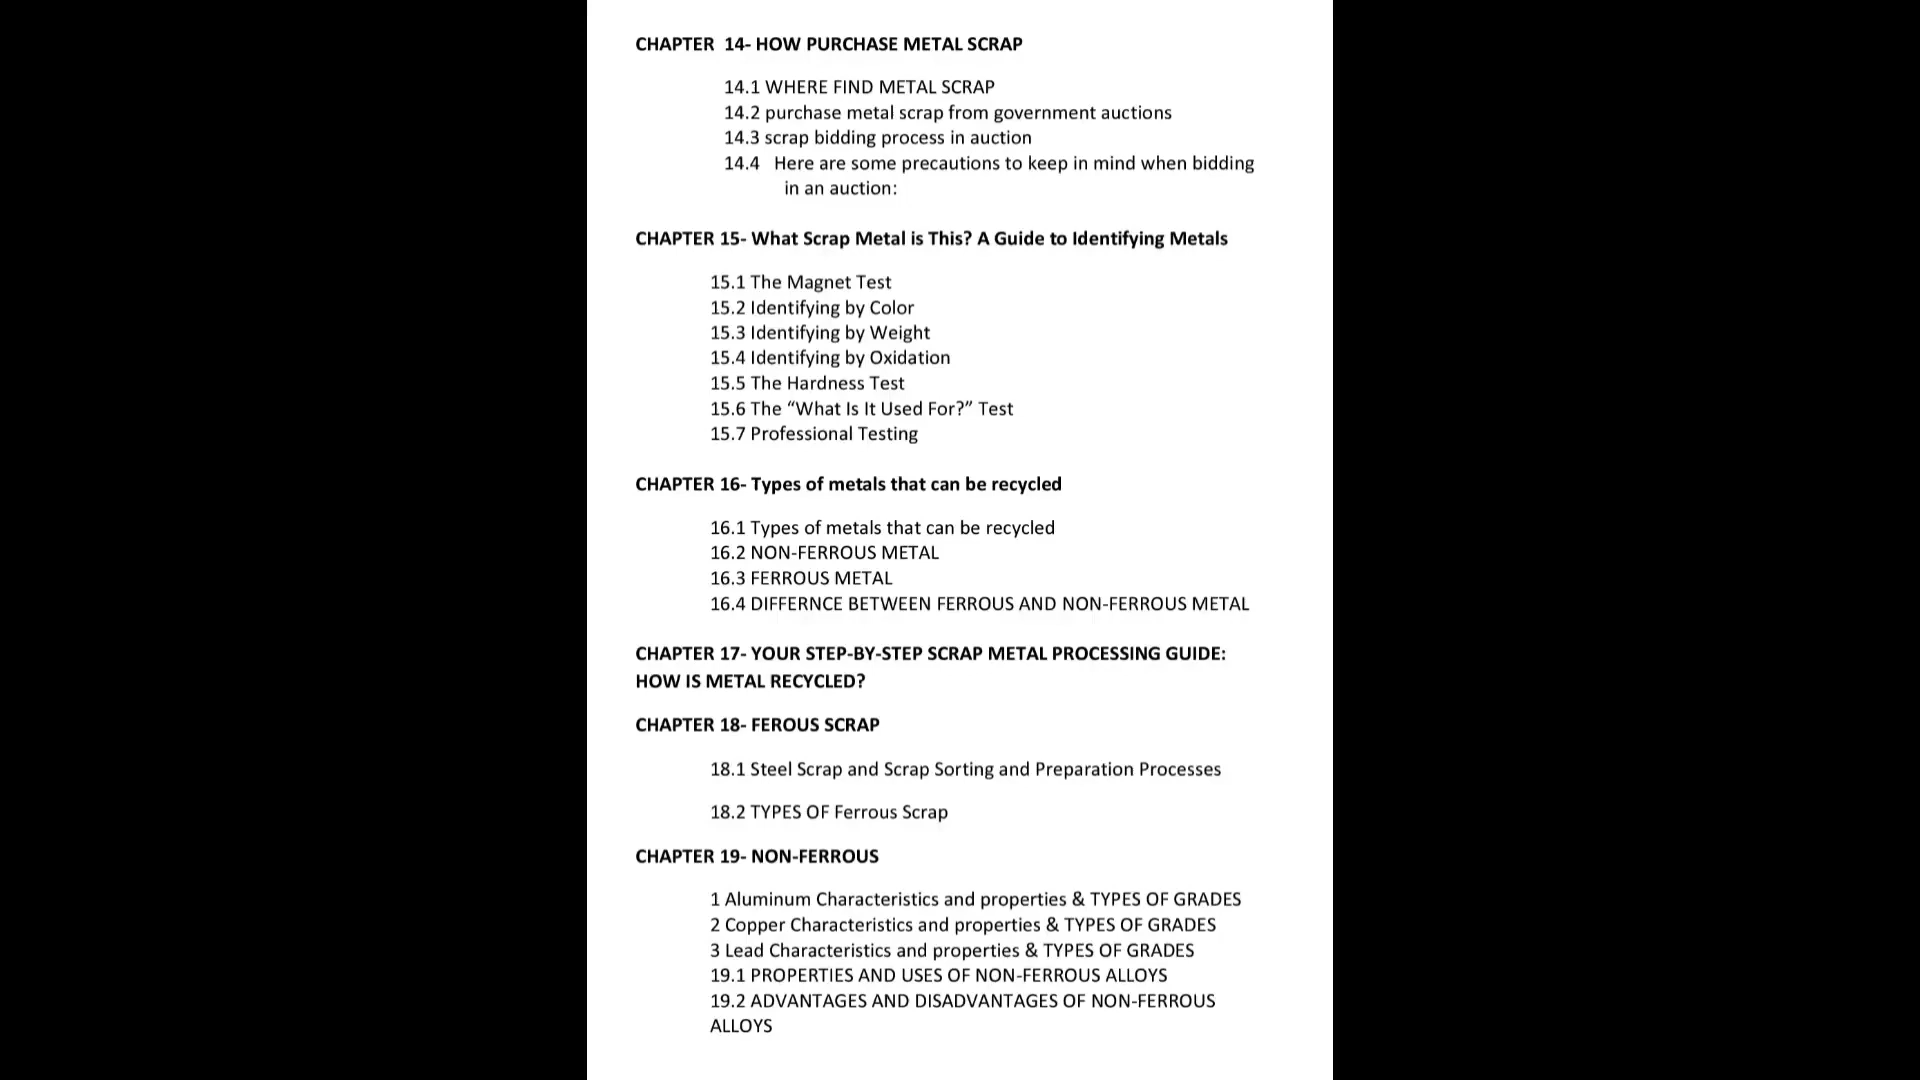 CHAPTER  14- HOW PURCHASE METAL SCRAP
14.1 WHERE FIND METAL SCRAP
14.2 purchase metal scrap from government auctions
14.3 scrap bidding process in auction
14.4   Here are some precautions to keep in mind when bidding
in an auction:
CHAPTER 15- What Scrap Metal is This? A Guide to Identifying Metals
15.1 The Magnet Test
15.2 Identifying by Color
15.3 Identifying by Weight
15.4 Identifying by Oxidation
15.5 The Hardness Test
15.6 The “What Is It Used For?” Test
15.7 Professional Testing
CHAPTER 16- Types of metals that can be recycled
16.1 Types of metals that can be recycled
16.2 NON-FERROUS METAL
16.3 FERROUS METAL
16.4 DIFFERNCE BETWEEN FERROUS AND NON-FERROUS METAL
CHAPTER 17- YOUR STEP-BY-STEP SCRAP METAL PROCESSING GUIDE:
HOW IS METAL RECYCLED?
CHAPTER 18- FEROUS SCRAP
18.1 Steel Scrap and Scrap Sorting and Preparation Processes
18.2 TYPES OF Ferrous Scrap
CHAPTER 19- NON-FERROUS
1 Aluminum Characteristics and properties & TYPES OF GRADES
2 Copper Characteristics and properties & TYPES OF GRADES
3 Lead Characteristics and properties & TYPES OF GRADES
19.1 PROPERTIES AND USES OF NON-FERROUS ALLOYS
19.2 ADVANTAGES AND DISADVANTAGES OF NON-FERROUS
ALLOYS